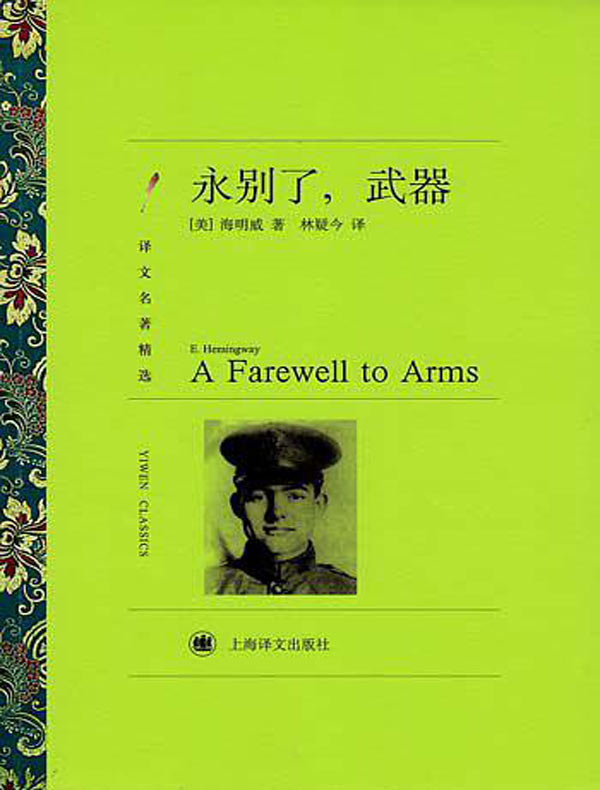 永别了，武器
[美] 海明威 著 林疑今 译
译文名著精选
E. Hemingway
A Farewell to Arms
YIWEN CLASSICS
上海译文出版社